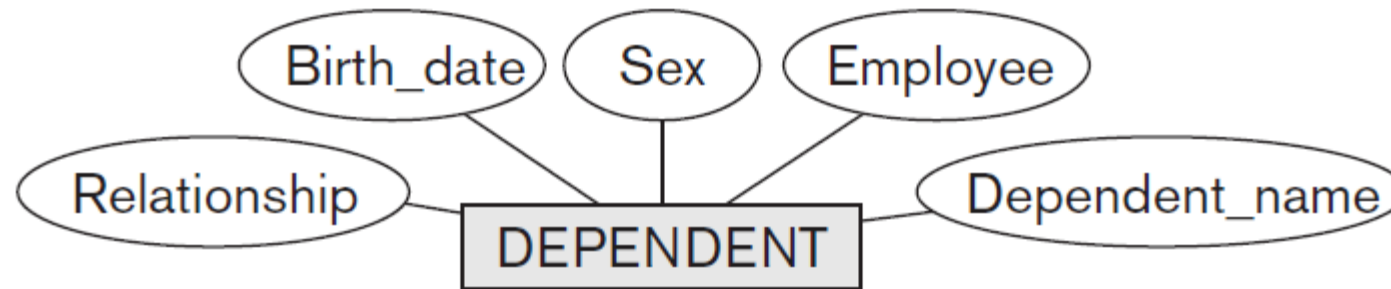 Birth_date
Sex
Employee
Relationship
Dependent_name
DEPENDENT